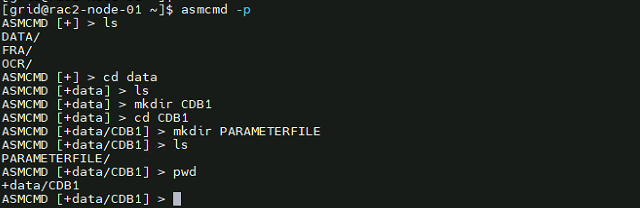 [grid@rac2-node-01 ~]$ asmcmd -p
ASMCMD [+] > ls
DATA/
FRA/
OCR/
ASMCMD [+] > cd data
ASMCMD [+data] > ls
ASMCMD [+data] > mkdir CDB1
ASMCMD [+data] > cd CDB1
ASMCMD [+data/CDB1] > mkdir PARAMETERFILE
ASMCMD [+data/CDB1] > ls
PARAMETERFILE/
ASMCMD [+data/CDB1] > pwd
+data/CDB1
ASMCMD [+data/CDB1] >